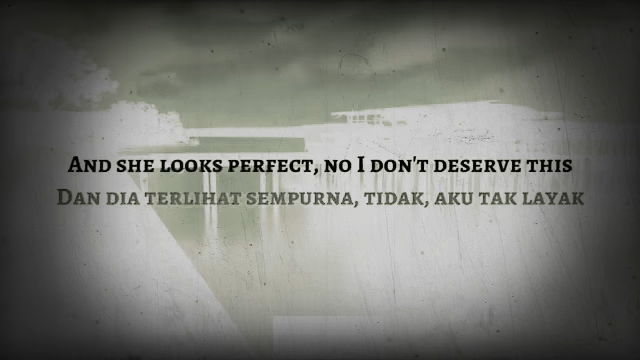 And she looks perfect, no I don't deserve this
Dan dia terlihat sempurna, tidak, aku tak layak